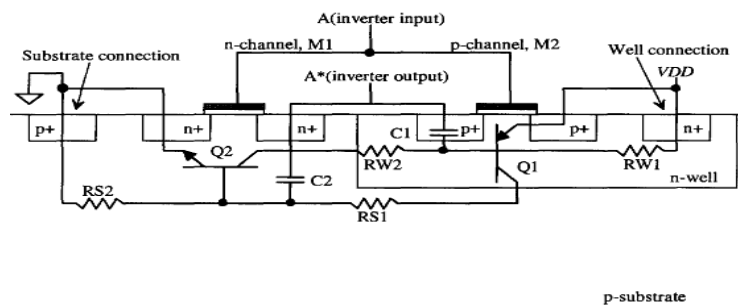 A(inverter input)
n-channel, M1
p-channel, M2
Substrate connection
A*(inverter output)
Well connection
VDD
p+
n+
n+
C1
p+
p+
n+
Q2
RW2
Q1
RW1
C2
n-well
RS2
RS1
p-substrate